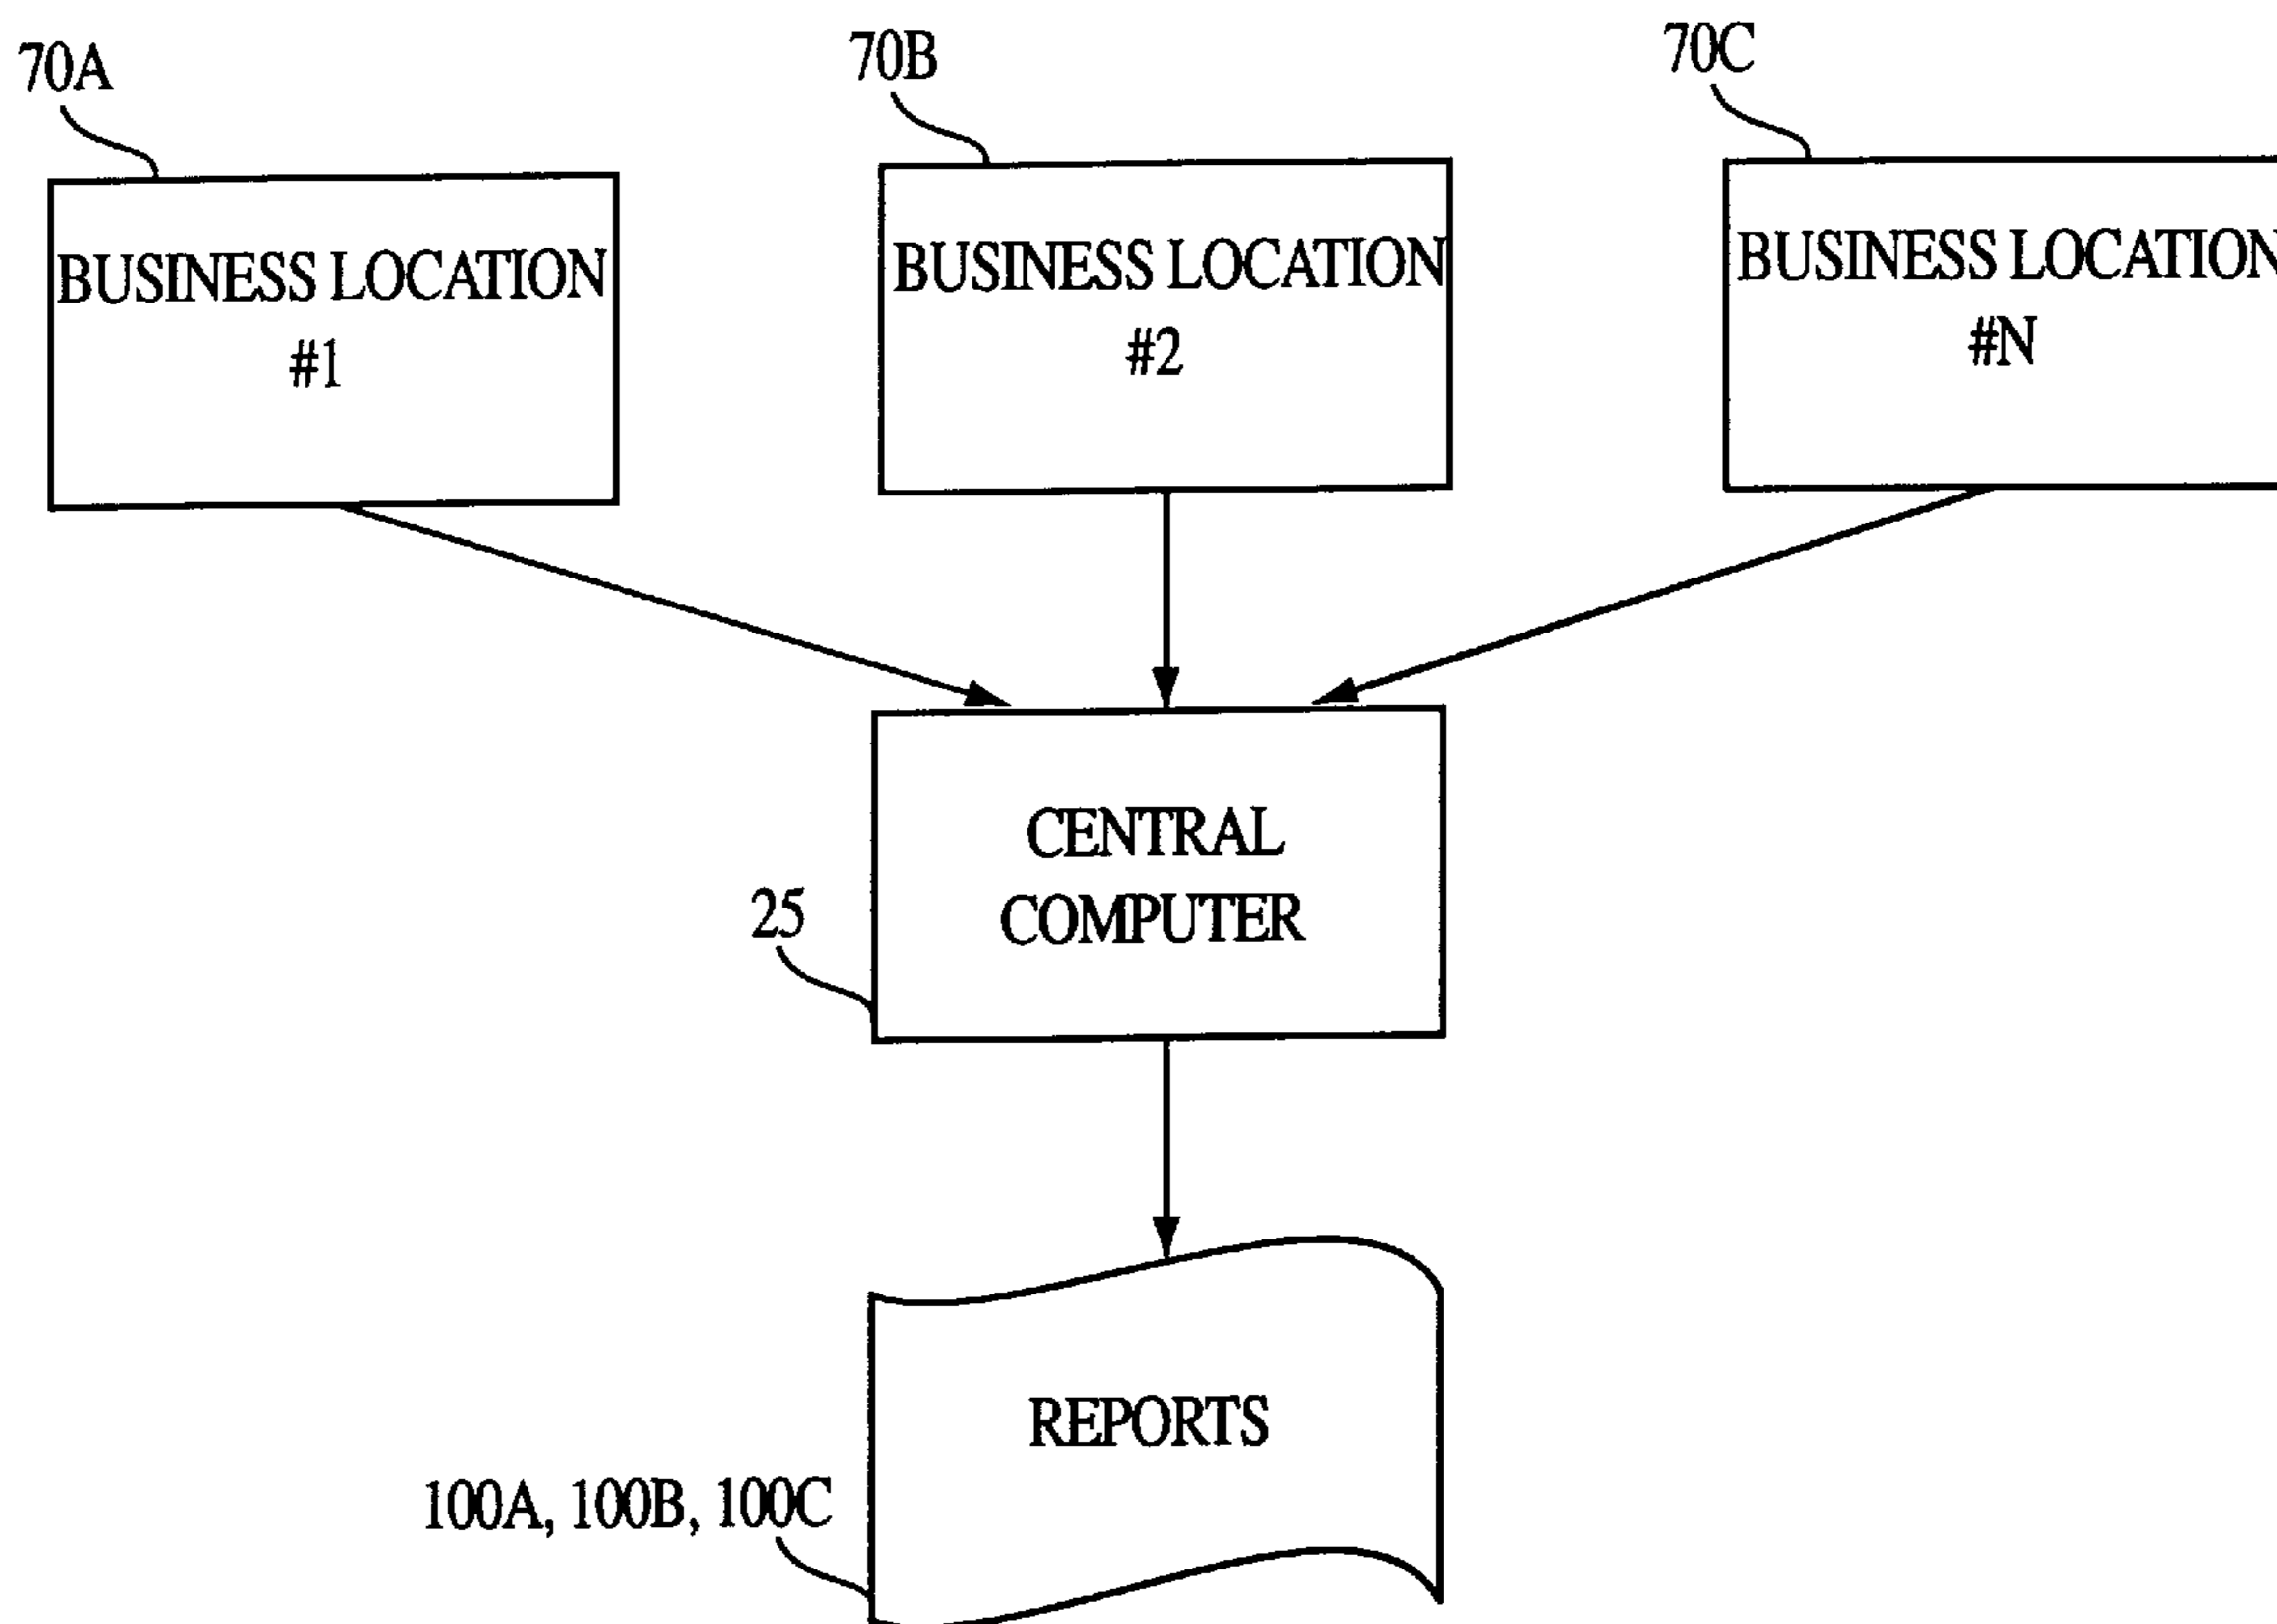 70A
70B
70C
BUSINESS LOCATION
#1
BUSINESS LOCATION
#2
BUSINESS LOCATION
#N
CENTRAL
COMPUTER
25
REPORTS
100A, 100B, 100C